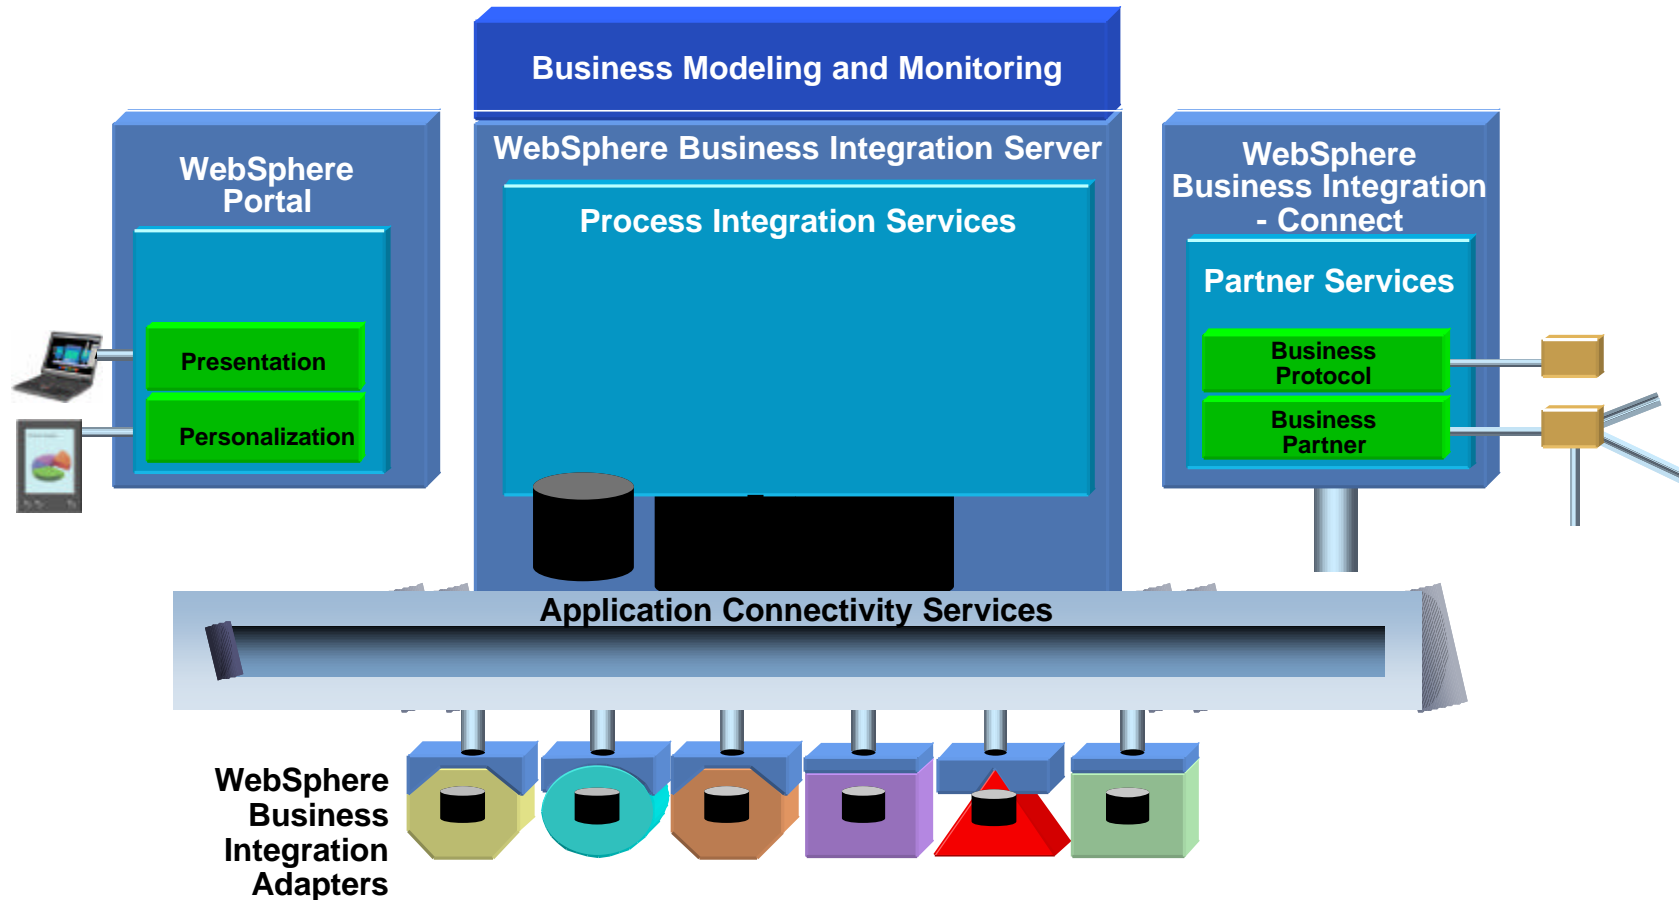 Business Modeling and Monitoring
WebSphere
Portal
Presentation
Personalization
WebSphere Business Integration Server
Process Integration Services
WebSphere
Business Integration
- Connect
Partner Services
Business
Protocol
Business
Partner
Application Connectivity Services
WebSphere
Business
Integration
Adapters